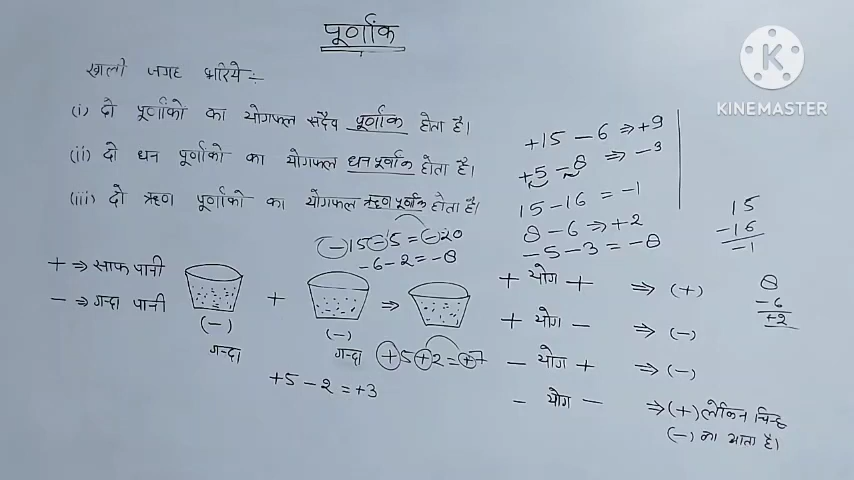 पूर्णांक
K
KINEMASTER
खाली जगह भरिये :-
(i) दो पूर्णांको का योगफल सदैव पूर्णांक होता है।
(ii) दो धन पूर्णाको का योगफल धनपूर्णाक होता है।
(iii) दो ऋण पूर्णांको का योगफल ऋणपूर्णाक होता है।
+15 - 6 ⇒ +9
+5 - 8 ⇒ -3
15 - 16 = -1
8 - 6 ⇒ +2
- 5 - 3 = -8
15
-16
-1
8
-6
+2
-15 - 5 = -20
-6 - 2 = -8
+ ⇒ साफ पानी
- ⇒ गन्दा पानी
+ ⇒
(-) (-)
गन्दा गन्दा
+5+2=+7
+5 - 2 = +3
+ योग + ⇒ (+)
+ योग - ⇒ (-)
- योग + ⇒ (-)
- योग - ⇒ (+) लेकिन चिन्ह
(-) का आता है।